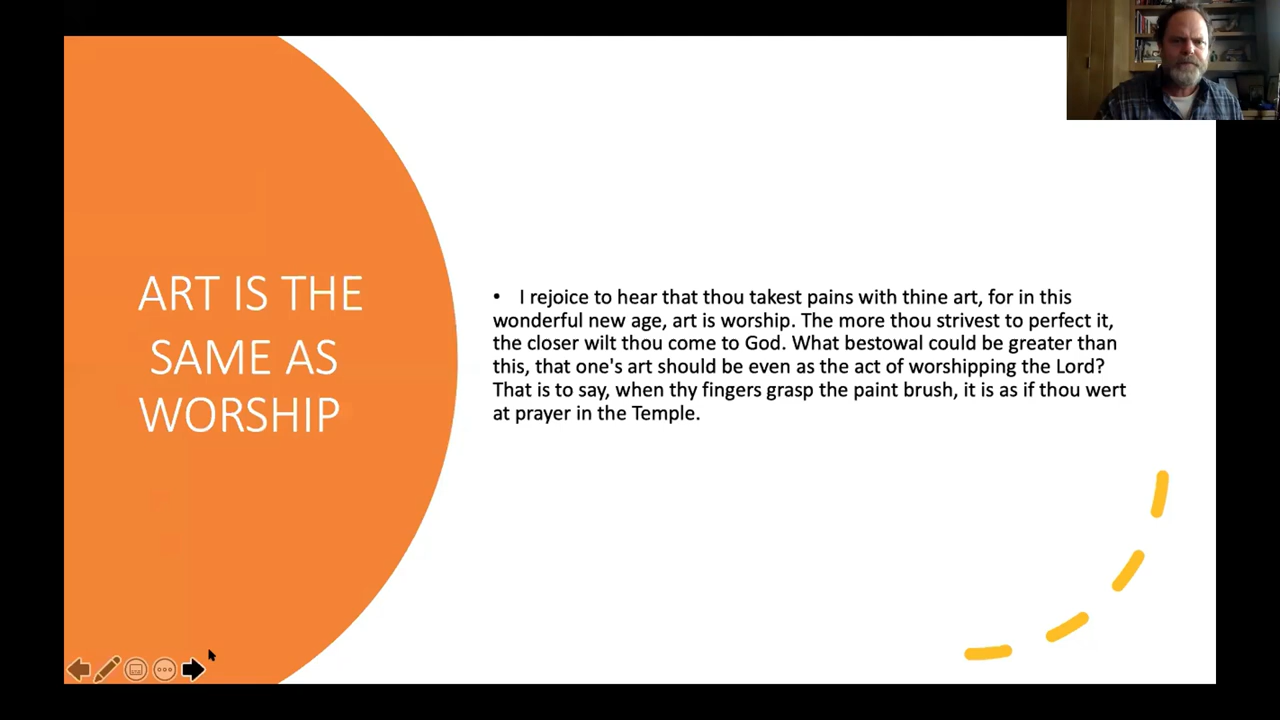 ART IS THE
SAME AS
WORSHIP
• I rejoice to hear that thou takest pains with thine art, for in this
wonderful new age, art is worship. The more thou strivest to perfect it,
the closer wilt thou come to God. What bestowal could be greater than
this, that one's art should be even as the act of worshipping the Lord?
That is to say, when thy fingers grasp the paint brush, it is as if thou wert
at prayer in the Temple.